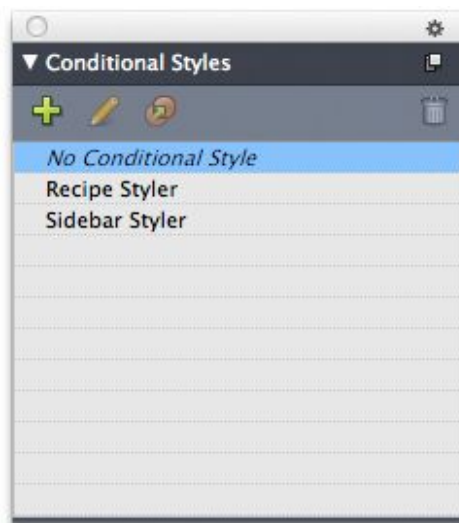 Conditional Styles
No Conditional Style
Recipe Styler
Sidebar Styler